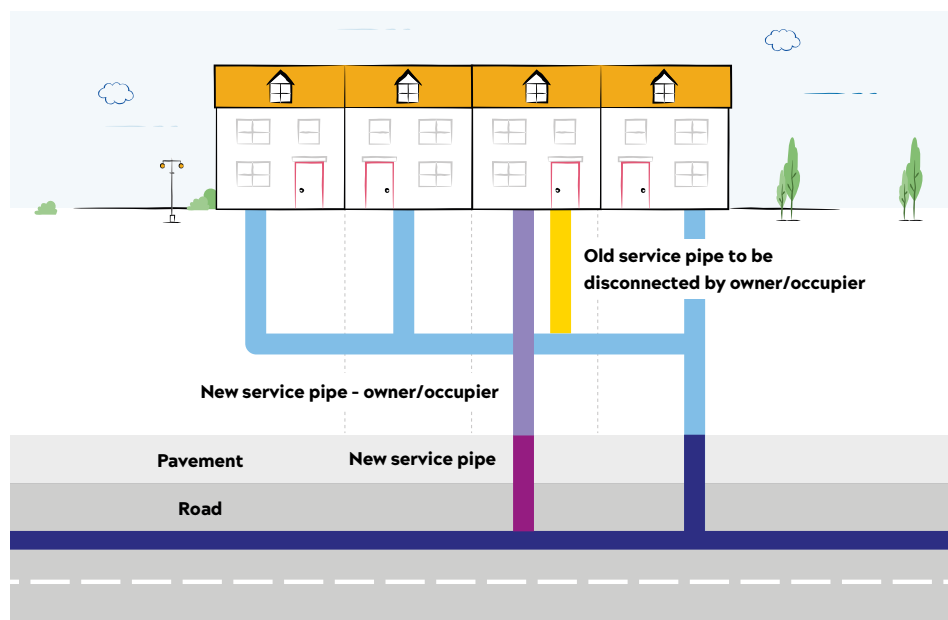 Old service pipe to be
disconnected by owner/occupier
New service pipe - owner/occupier
Pavement
New service pipe
Road